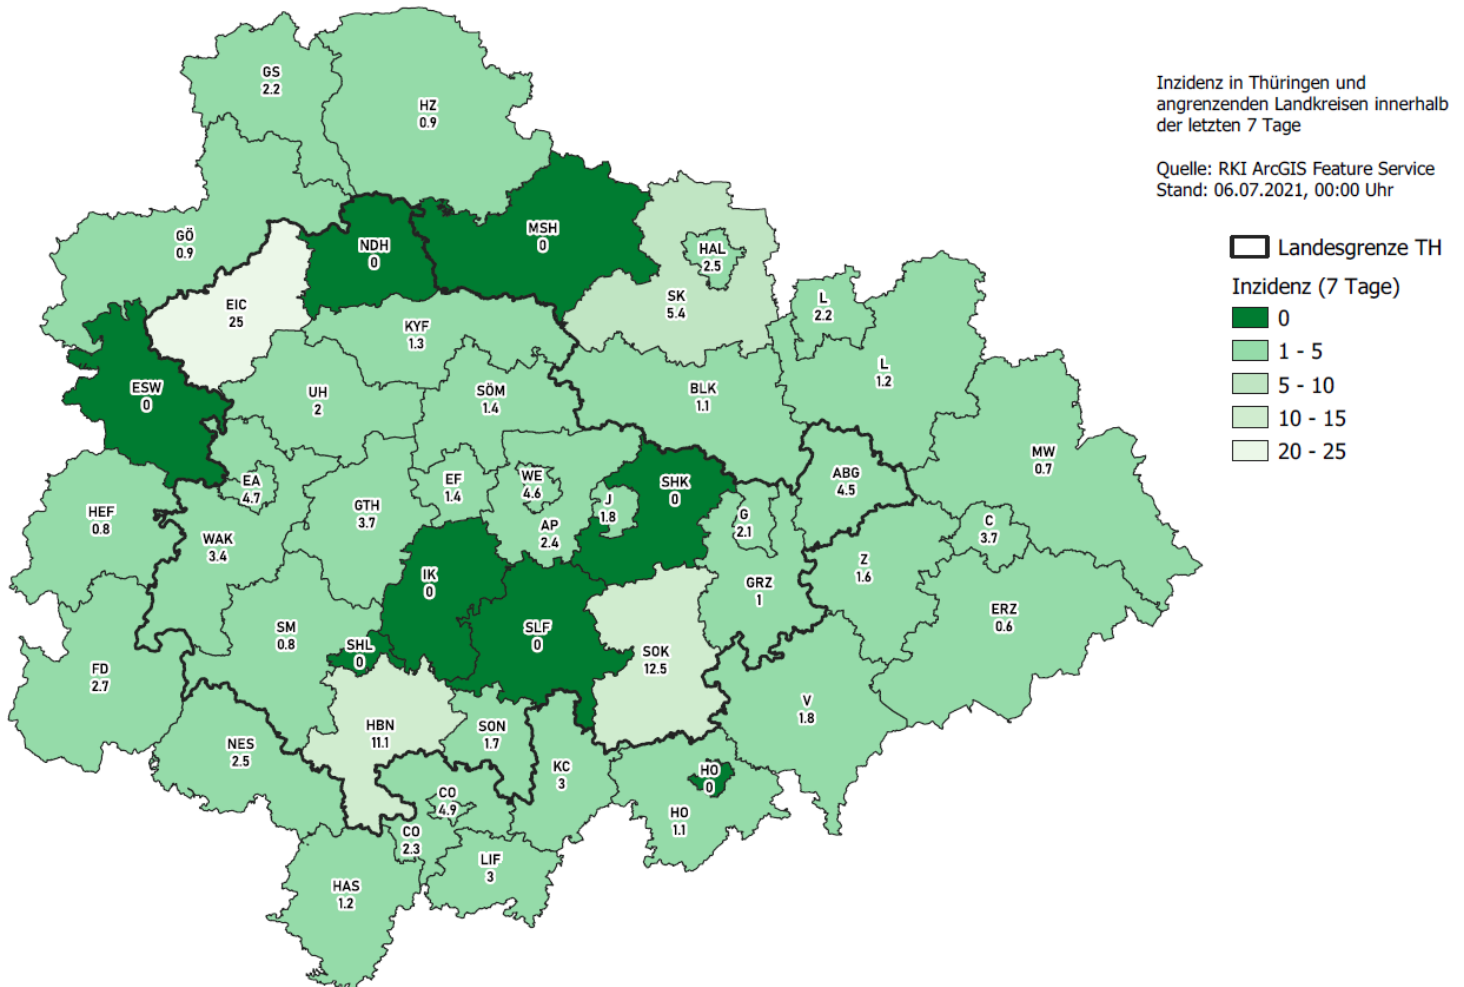 Inzidenz in Thüringen und
angrenzenden Landkreisen innerhalb
der letzten 7 Tage
Quelle: RKI ArcGIS Feature Service
Stand: 06.07.2021, 00:00 Uhr
Landesgrenze TH
Inzidenz (7 Tage)
0
1 - 5
5 - 10
10 - 15
20 - 25
GS
2.2
HZ
0.9
GÖ
0.9
NDH
0
MSH
0
HAL
2.5
SK
5.4
EIC
25
KYF
1.3
L
2.2
L
1.2
ESW
0
UH
2
SÖM
1.4
BLK
1.1
MW
0.7
HEF
0.8
EA
4.7
WAK
3.4
GTH
3.7
EF
1.4
WE
4.6
AP
2.4
J
1.8
SHK
0
G
2.1
ABG
4.5
C
3.7
Z
1.6
GRZ
1
ERZ
0.6
IK
0
SLF
0
SM
0.8
SHL
0
SOK
12.5
FD
2.7
NES
2.5
HBN
11.1
SON
1.7
KC
3
V
1.8
HO
0
HO
1.1
CO
4.9
CO
2.3
LIF
3
HAS
1.2